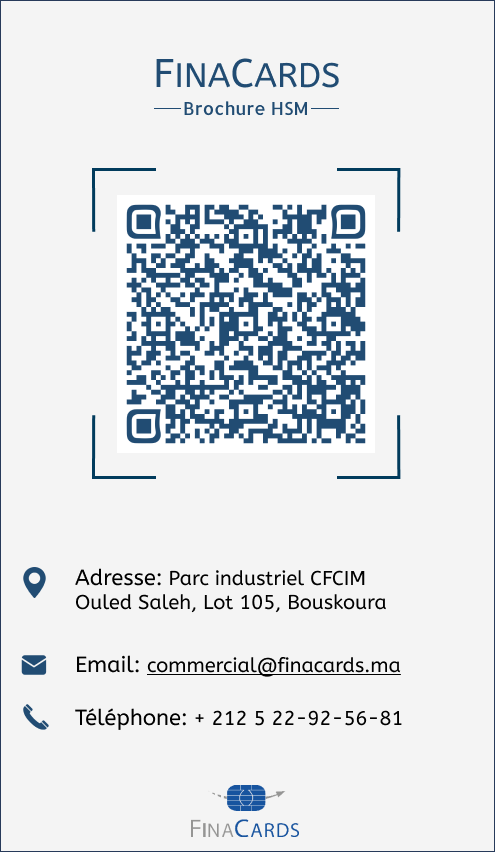 FINACARDS
Brochure HSM
Adresse: Parc industriel CFCIM
Ouled Saleh, Lot 105, Bouskoura
Email: commercial@finacards.ma
Téléphone: + 212 5 22-92-56-81
FINACARDS